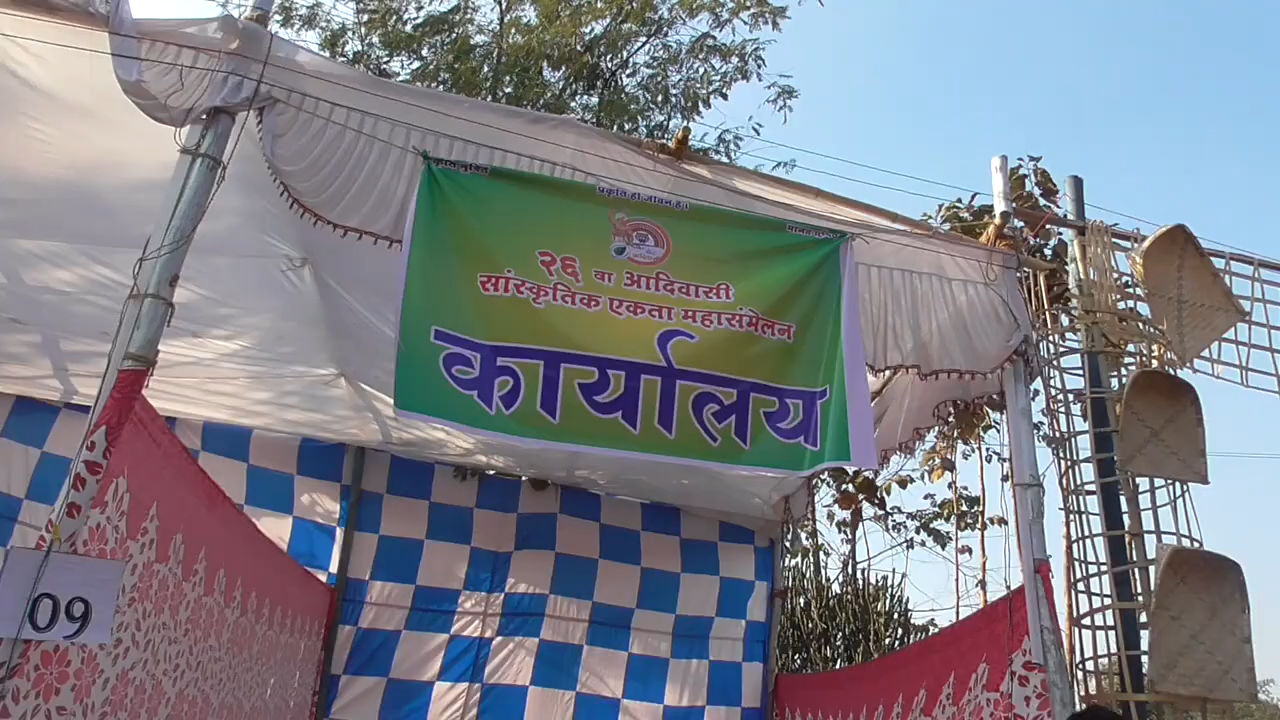 प्रकृति ही जीवन है।
२६ वा आदिवासी
सांस्कृतिक एकता महासंमेलन
कार्यालय
09